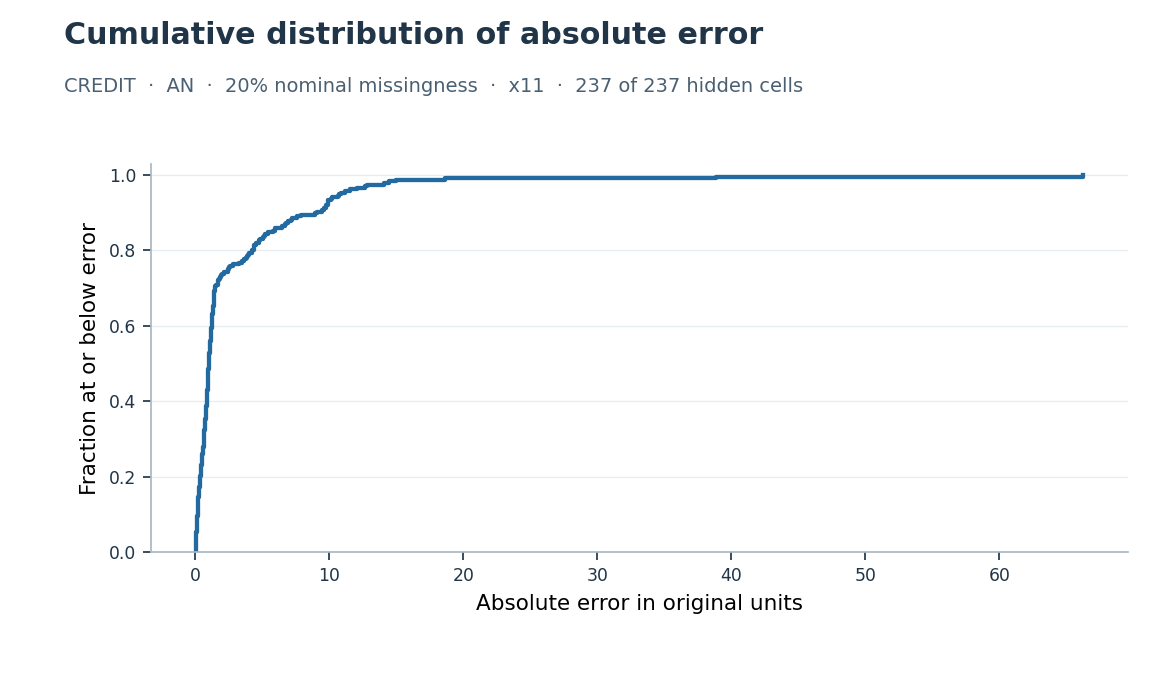 Cumulative distribution of absolute error
CREDIT · AN · 20% nominal missingness · x11 · 237 of 237 hidden cells
Fraction at or below error
1.0
0.8
0.6
0.4
0.2
0.0
0 10 20 30 40 50 60
Absolute error in original units